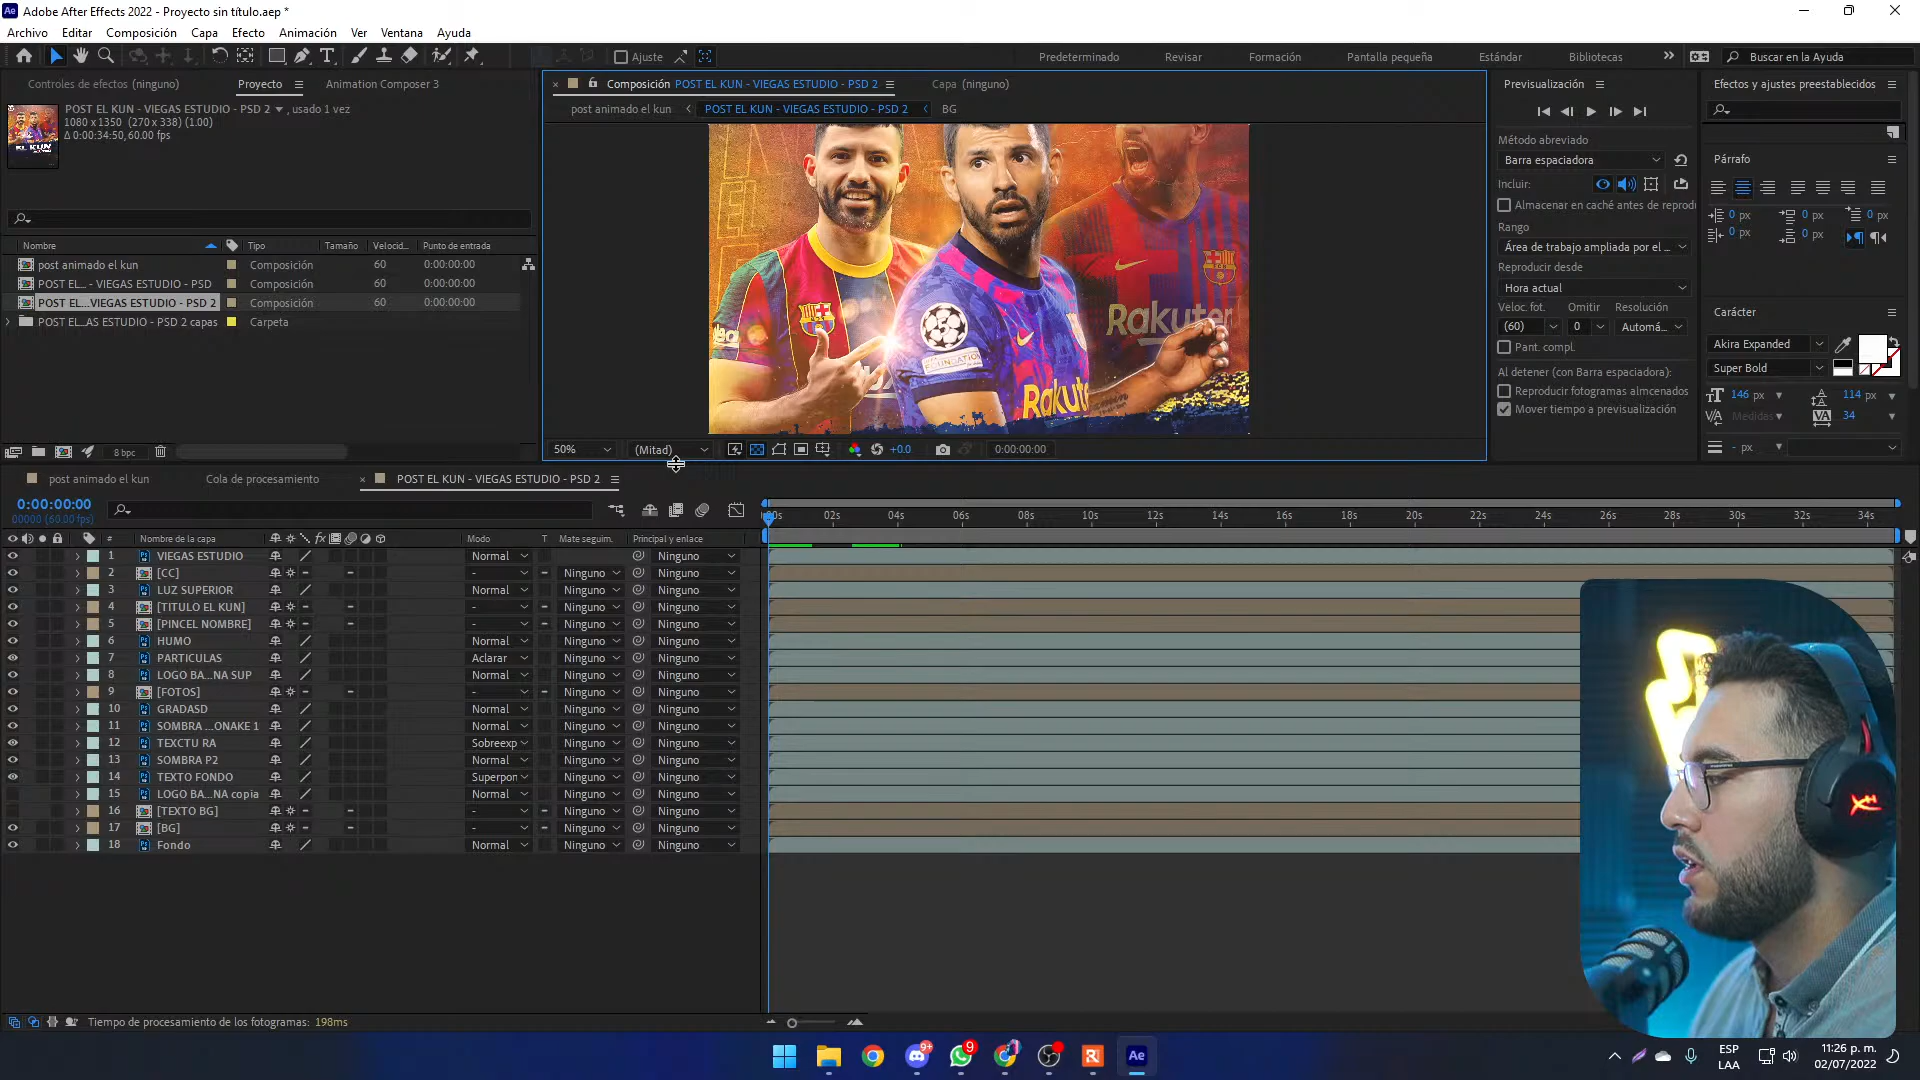 Adobe After Effects 2022 - Proyecto sin título.aep *
Archivo Editar Composición Capa Efecto Animación Ver Ventana Ayuda
Ajuste Predeterminado Revisar Formación Pantalla pequeña Estándar Bibliotecas Buscar en la Ayuda
Controles de efectos (ninguno) Proyecto Animation Composer 3
POST EL KUN - VIEGAS ESTUDIO - PSD 2 , usado 1 vez
1080 x 1350 (270 x 338) (1.00)
Δ 0:00:34:50, 60.00 fps
Nombre Tipo Tamaño Velocid... Punto de entrada
post animado el kun Composición 60 0:00:00:00
POST EL... - VIEGAS ESTUDIO - PSD Composición 60 0:00:00:00
POST EL...VIEGAS ESTUDIO - PSD 2 Composición 60 0:00:00:00
POST EL...AS ESTUDIO - PSD 2 capas Carpeta
8 bpc
Composición POST EL KUN - VIEGAS ESTUDIO - PSD 2 Capa (ninguno)
post animado el kun POST EL KUN - VIEGAS ESTUDIO - PSD 2 BG
Rakuten
FOUNDATION
50% (Mitad) +0.0 0:00:00:00
Previsualización
Método abreviado
Barra espaciadora
Incluir:
Almacenar en caché antes de reprod
Rango
Área de trabajo ampliada por el ...
Reproducir desde
Hora actual
Veloc. fot. Omitir Resolución
(60) 0 Automá...
Pant. compl.
Al detener (con Barra espaciadora):
Reproducir fotogramas almcenados
Mover tiempo a previsualización
Efectos y ajustes preestablecidos
Párrafo
0 px 0 px 0 px
0 px 0 px
Carácter
Akira Expanded
Super Bold
146 px 114 px
Medidas 34
- px
post animado el kun Cola de procesamiento POST EL KUN - VIEGAS ESTUDIO - PSD 2
0:00:00:00
00000 (60.00 fps)
02s 04s 06s 08s 10s 12s 14s 16s 18s 20s 22s 24s 26s 28s 30s 32s 34s
# Nombre de la capa fx Modo T Mate seguim. Principal y enlace
1 VIEGAS ESTUDIO Normal Ninguno
2 [CC] - Ninguno Ninguno
3 LUZ SUPERIOR Normal Ninguno Ninguno
4 [TITULO EL KUN] - Ninguno Ninguno
5 [PINCEL NOMBRE] - Ninguno Ninguno
6 HUMO Normal Ninguno Ninguno
7 PARTICULAS Aclarar Ninguno Ninguno
8 LOGO BA...NA SUP Normal Ninguno Ninguno
9 [FOTOS] - Ninguno Ninguno
10 GRADASD Normal Ninguno Ninguno
11 SOMBRA ...ONAKE 1 Normal Ninguno Ninguno
12 TEXCTU RA Sobreexp Ninguno Ninguno
13 SOMBRA P2 Normal Ninguno Ninguno
14 TEXTO FONDO Superpon Ninguno Ninguno
15 LOGO BA...NA copia Normal Ninguno Ninguno
16 [TEXTO BG] - Ninguno Ninguno
17 [BG] - Ninguno Ninguno
18 Fondo Normal Ninguno Ninguno
Tiempo de procesamiento de los fotogramas: 198ms
9+ 9 Ae
ESP
LAA
11:26 p. m.
02/07/2022